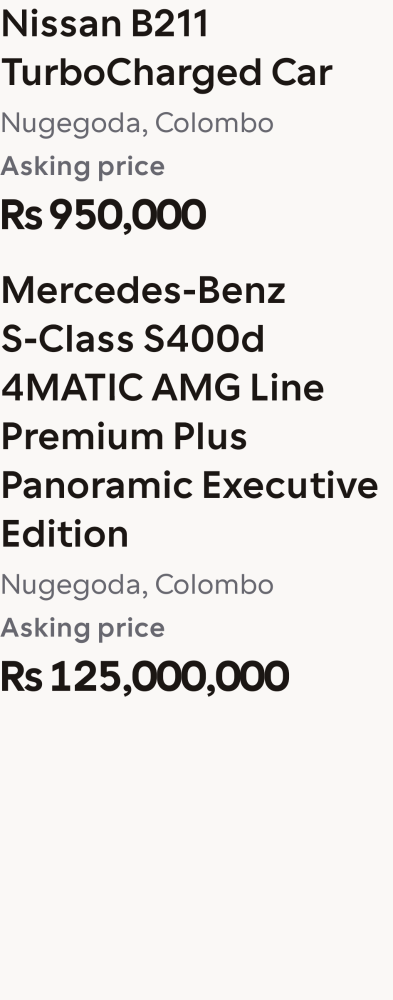 Nissan B211
TurboCharged Car
Nugegoda, Colombo
Asking price
Rs 950,000
Mercedes-Benz
S-Class S400d
4MATIC AMG Line
Premium Plus
Panoramic Executive
Edition
Nugegoda, Colombo
Asking price
Rs 125,000,000